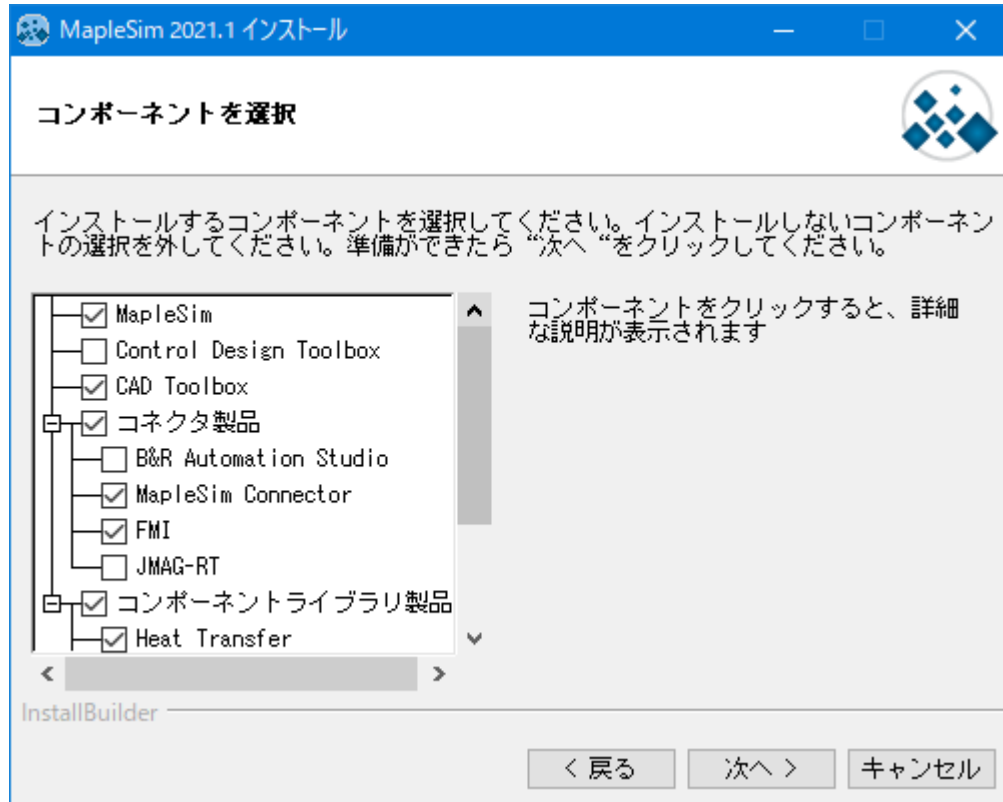 MapleSim 2021.1 インストール
コンポーネントを選択
インストールするコンポーネントを選択してください。インストールしないコンポーネン
トの選択を外してください。準備ができたら “次へ “をクリックしてください。
MapleSim
Control Design Toolbox
CAD Toolbox
コネクタ製品
B&R Automation Studio
MapleSim Connector
FMI
JMAG-RT
コンポーネントライブラリ製品
Heat Transfer
コンポーネントをクリックすると、詳細
な説明が表示されます
InstallBuilder
< 戻る
次へ >
キャンセル